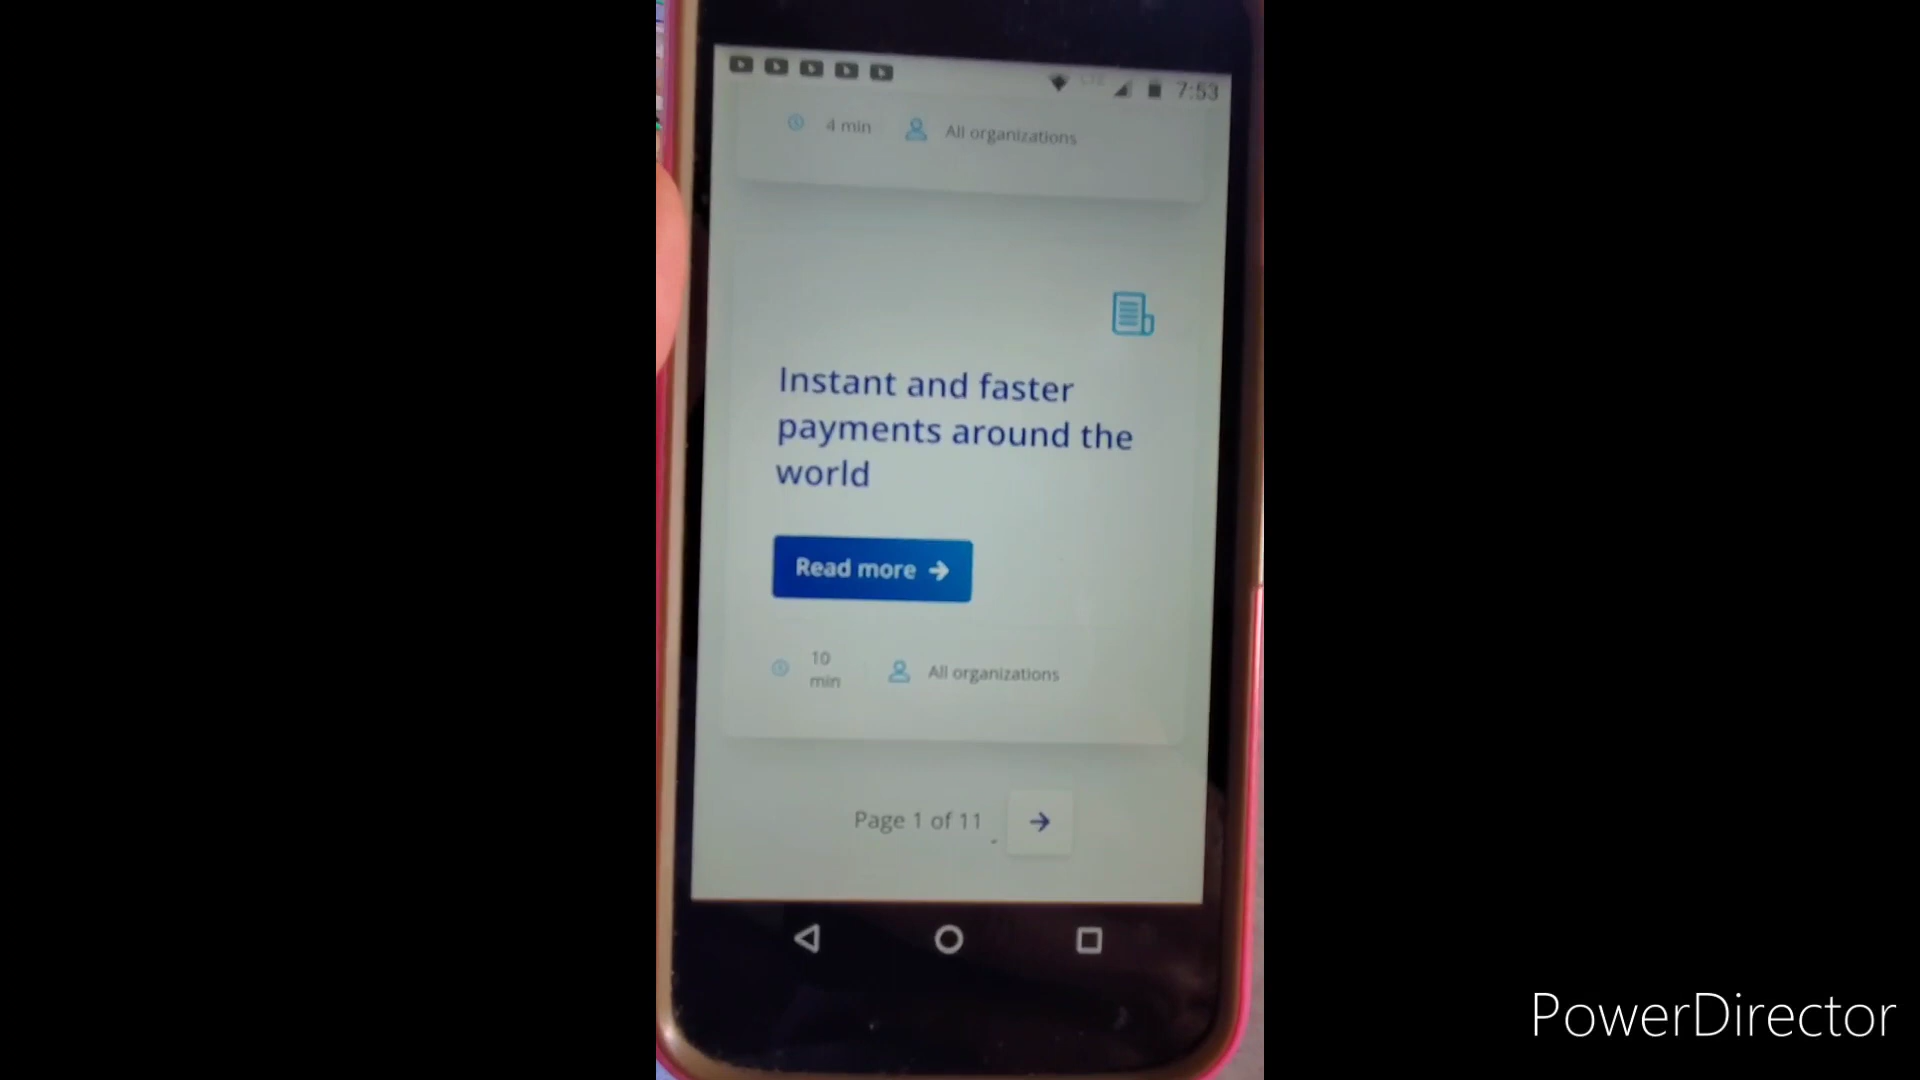 7:53
4 min
All organizations
Instant and faster
payments around the
world
Read more
10
min
All organizations
Page 1 of 11
PowerDirector